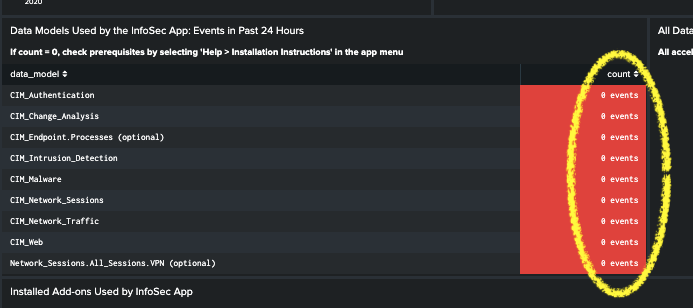 2020
Data Models Used by the InfoSec App: Events in Past 24 Hours
All Data
If count = 0, check prerequisites by selecting 'Help > Installation Instructions' in the app menu
All accel
data_model count
CIM_Authentication 0 events
CIM_Change_Analysis 0 events
CIM_Endpoint.Processes (optional) 0 events
CIM_Intrusion_Detection 0 events
CIM_Malware 0 events
CIM_Network_Sessions 0 events
CIM_Network_Traffic 0 events
CIM_Web 0 events
Network_Sessions.All_Sessions.VPN (optional) 0 events
Installed Add-ons Used by InfoSec App